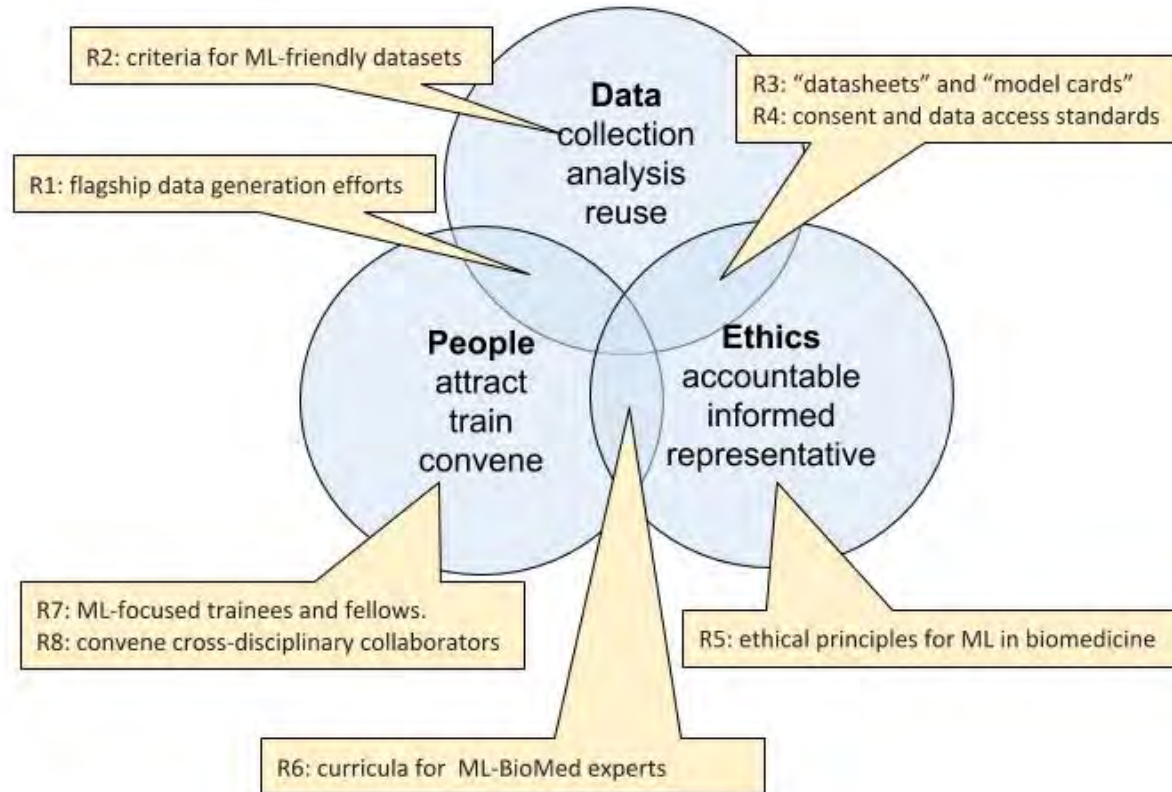 R2: criteria for ML-friendly datasets
R3: “datasheets” and “model cards”
R4: consent and data access standards
Data
collection
analysis
reuse
R1: flagship data generation efforts
People
attract
train
convene
Ethics
accountable
informed
representative
R7: ML-focused trainees and fellows.
R8: convene cross-disciplinary collaborators
R5: ethical principles for ML in biomedicine
R6: curricula for ML-BioMed experts